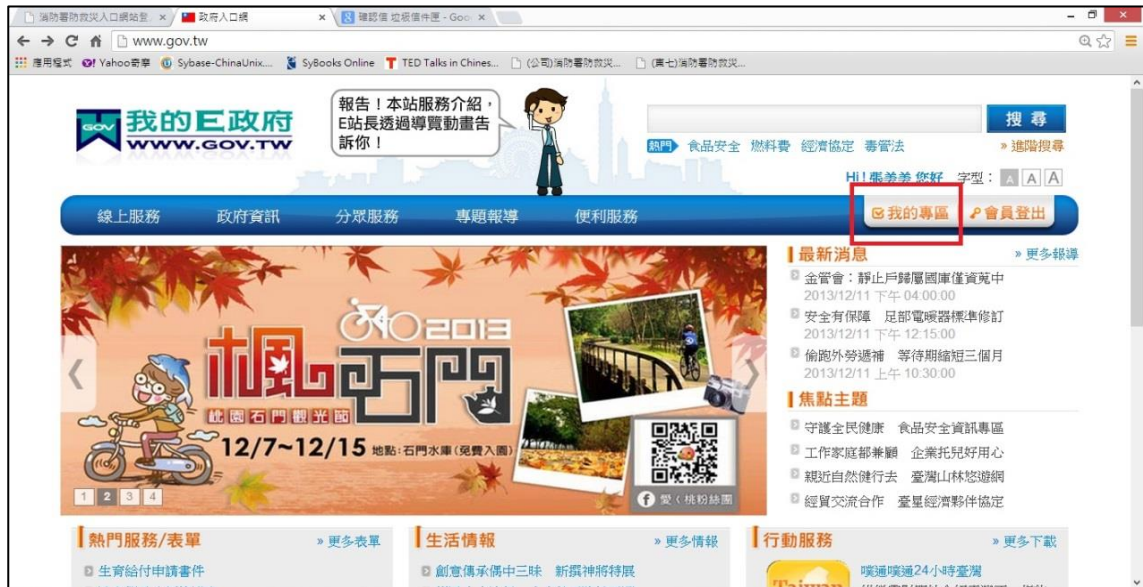 消防署防救災入口網站登.
政府入口網
確認信 垃圾信件匣 - Goo
www.gov.tw
應用程式 Yahoo奇摩 Sybase-ChinaUnix.... SyBooks Online TED Talks in Chines... (公司)消防署防救災... (東七)消防署防救災...
我的E政府
WWW.GOV.TW
報告！本站服務介紹，
E站長透過導覽動畫告
訴你！
搜尋
熱門 食品安全 燃料費 經濟協定 毒管法 » 進階搜尋
Hi！張美美 您好 字型： A A A
線上服務 政府資訊 分眾服務 專題報導 便利服務 我的專區 會員登出
2013
楓石門
桃園石門觀光節
12/7~12/15 地點:石門水庫(免費入園)
愛《桃粉絲團
1 2 3 4
最新消息 » 更多報導
金管會：靜止戶歸屬國庫僅資蒐中
2013/12/11 下午 04:00:00
安全有保障 足部電暖器標準修訂
2013/12/11 下午 12:15:00
偷跑外勞遞補 等待期縮短三個月
2013/12/11 上午 10:30:00
焦點主題
守護全民健康 食品安全資訊專區
工作家庭都兼顧 企業托兒好用心
親近自然健行去 臺灣山林悠遊網
經貿交流合作 臺星經濟夥伴協定
熱門服務/表單 » 更多表單
生育給付申請書件
生活情報 » 更多情報
創意傳承偶中三昧 新撰神將特展
行動服務 » 更多下載
噗通噗通24小時臺灣
Taiwan